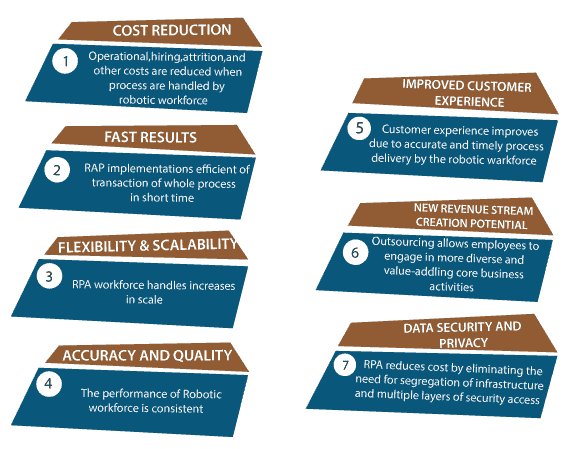 COST REDUCTION
1
Operational,hiring,attrition,and
other costs are reduced when
process are handled by
robotic workforce
FAST RESULTS
2
RAP implementations efficient of
transaction of whole process
in short time
FLEXIBILITY & SCALABILITY
3
RPA workforce handles increases
in scale
ACCURACY AND QUALITY
4
The performance of Robotic
workforce is consistent
IMPROVED CUSTOMER
EXPERIENCE
5
Customer experience improves
due to accurate and timely process
delivery by the robotic warkforce
NEW REVENUE STREAM
CREATION POTENTIAL
6
Outsourcing allows employees to
engage in more diverse and
value-addling core business
activities
DATA SECURITY AND
PRIVACY
7
RPA reduces cost by eliminating the
need for segregation of infrastructure
and multiple layers of security access